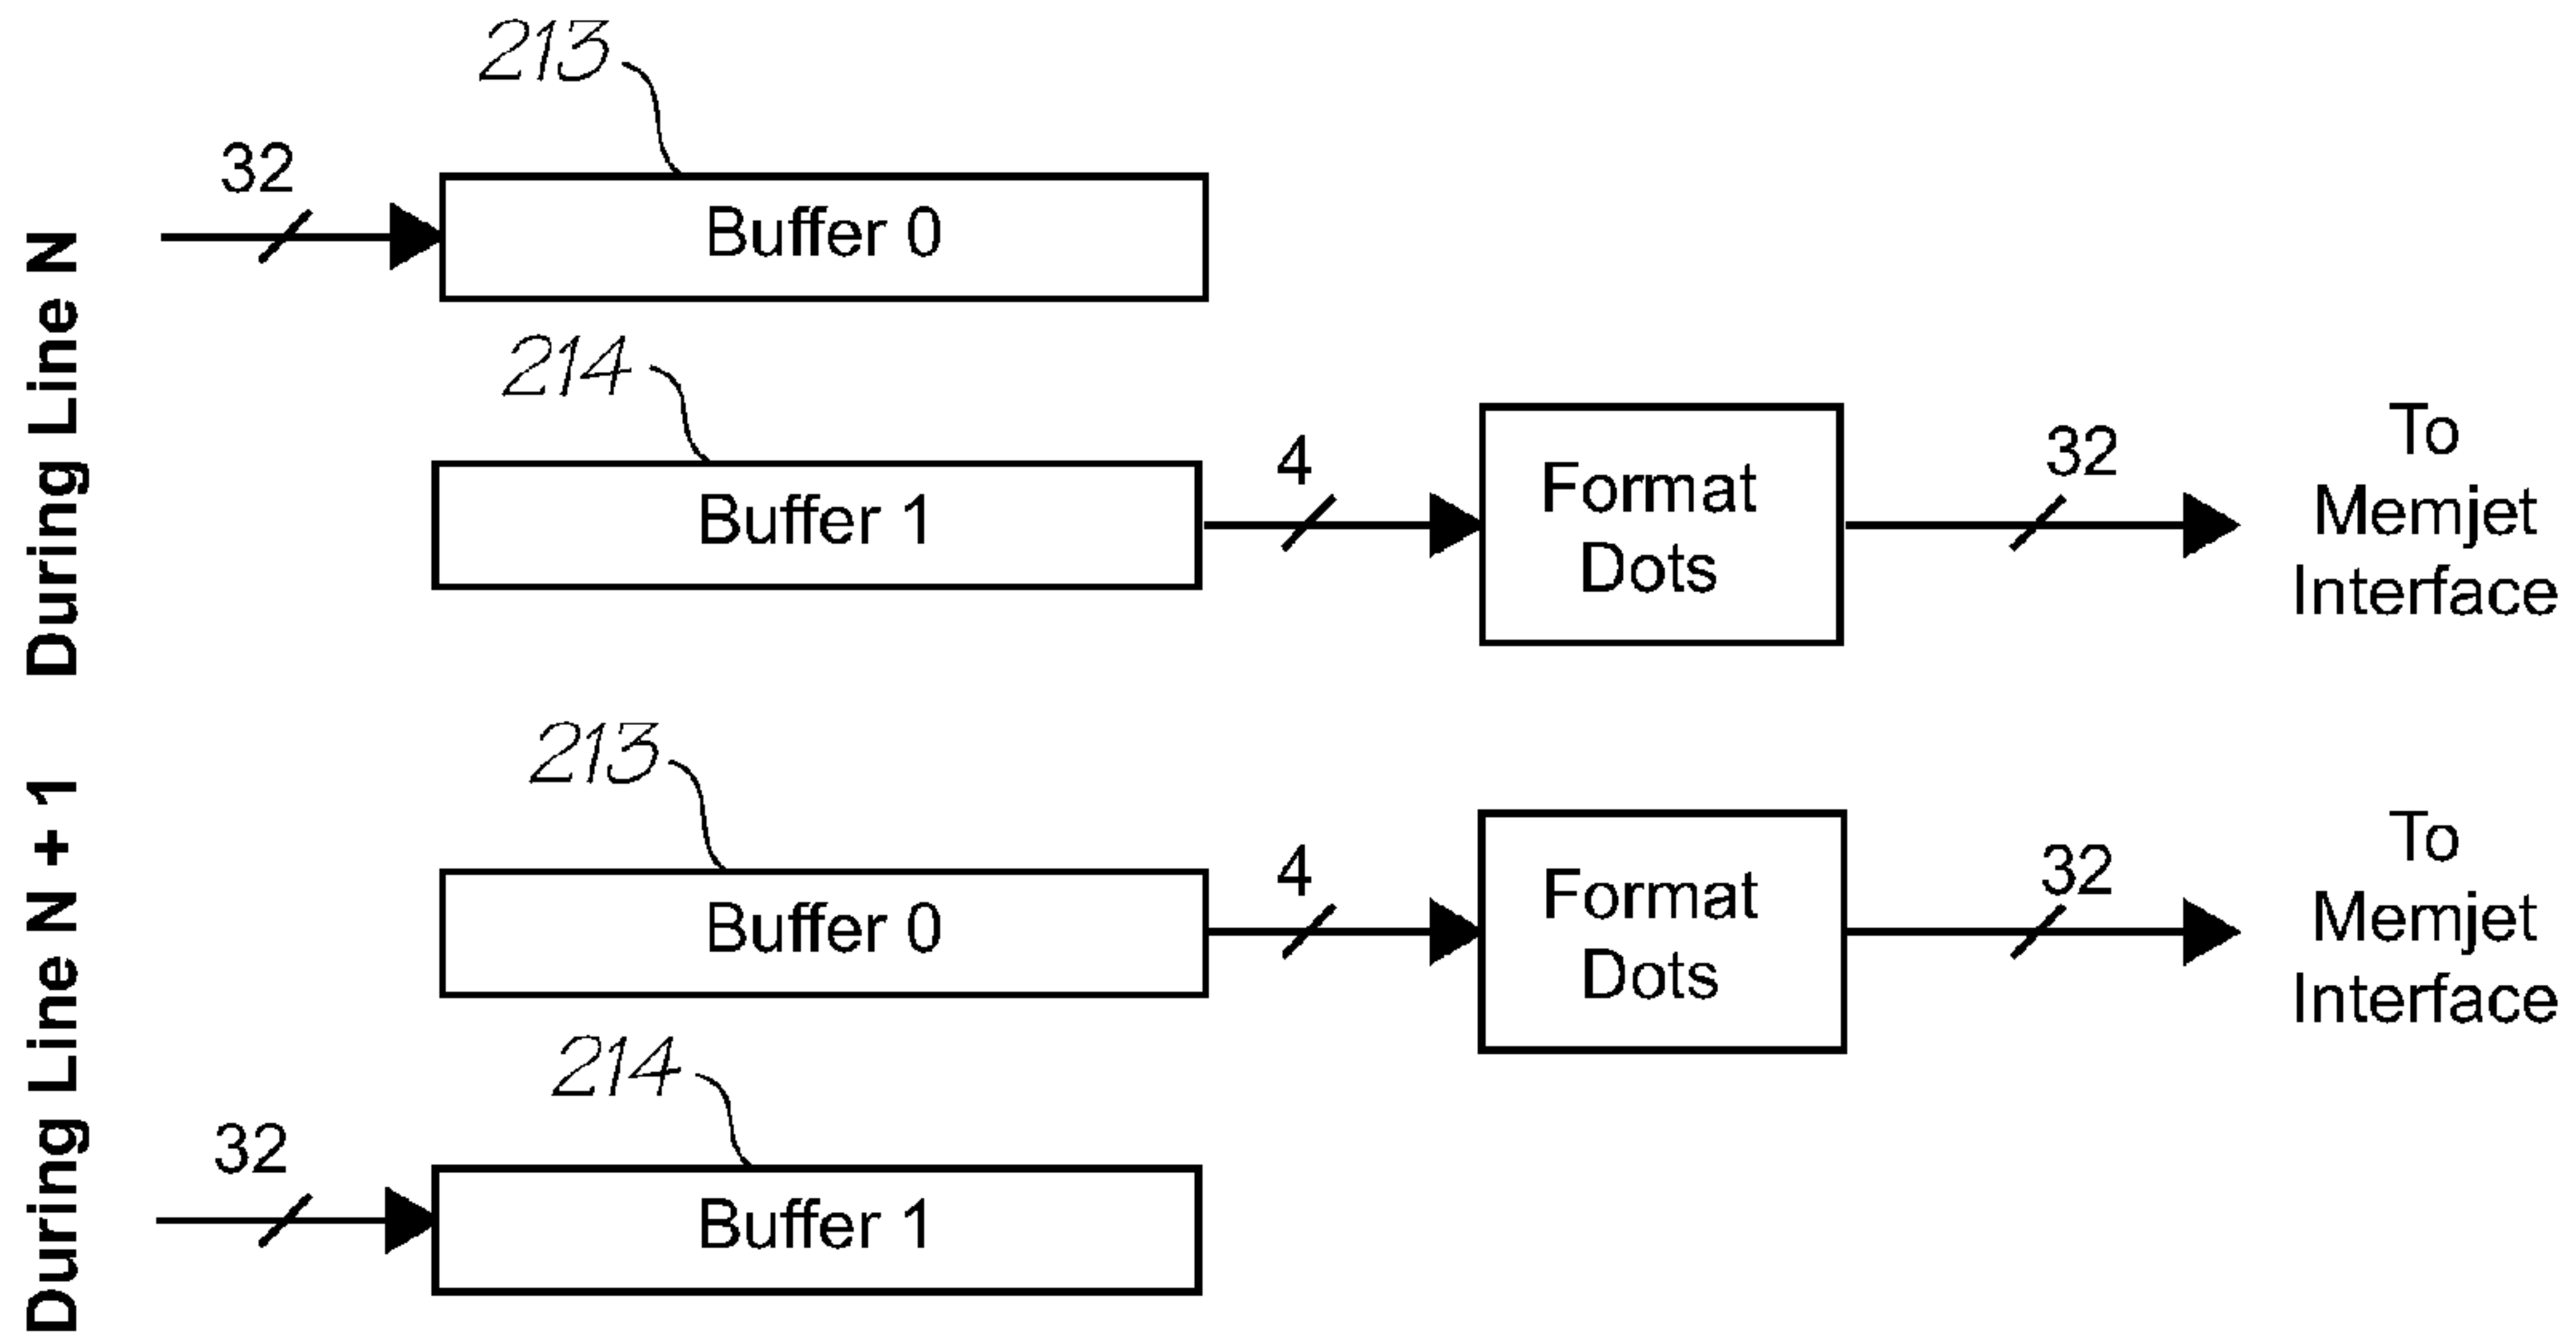 During Line N
213
32
Buffer 0
214
Buffer 1
4
Format
Dots
32
To
Memjet
Interface
During Line N + 1
213
Buffer 0
4
Format
Dots
32
To
Memjet
Interface
214
32
Buffer 1